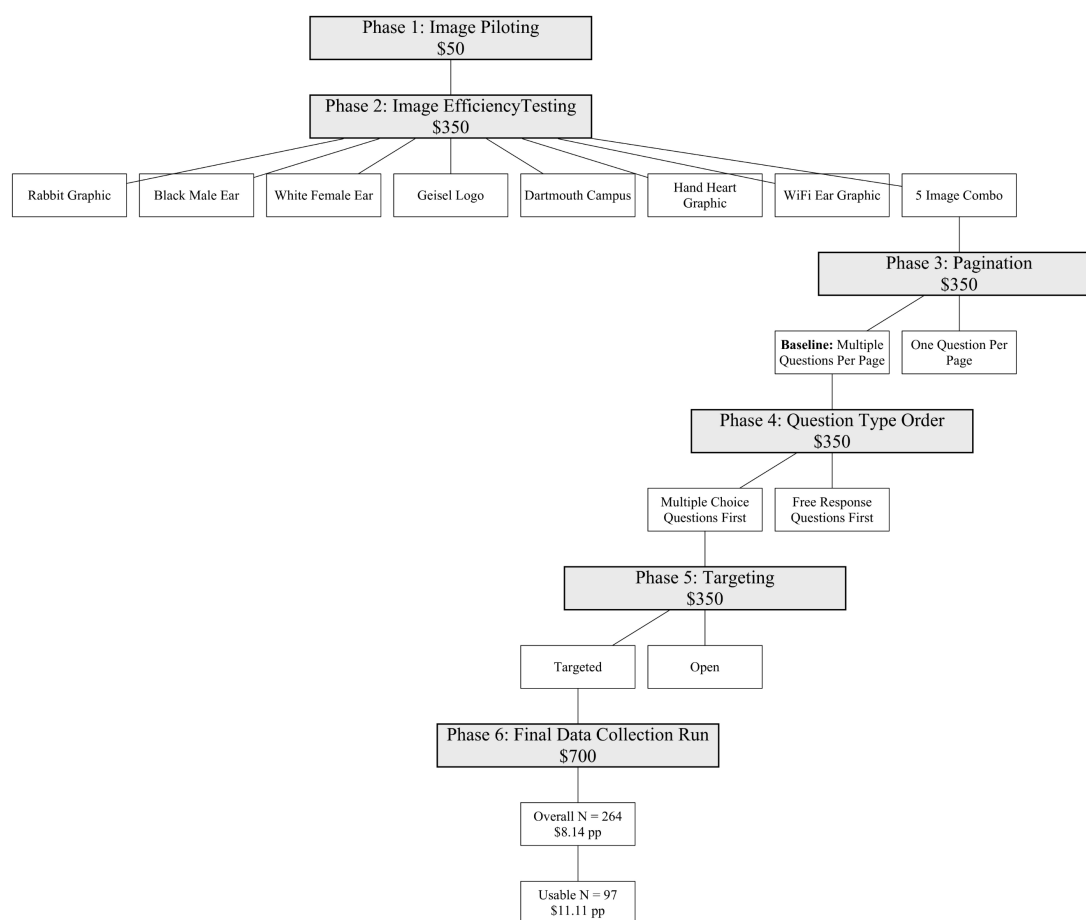 Phase 1: Image Piloting
$50
Phase 2: Image EfficiencyTesting
$350
Rabbit Graphic
Black Male Ear
White Female Ear
Geisel Logo
Dartmouth Campus
Hand Heart
Graphic
WiFi Ear Graphic
5 Image Combo
Phase 3: Pagination
$350
Baseline: Multiple
Questions Per Page
One Question Per
Page
Phase 4: Question Type Order
$350
Multiple Choice
Questions First
Free Response
Questions First
Phase 5: Targeting
$350
Targeted
Open
Phase 6: Final Data Collection Run
$700
Overall N = 264
$8.14 pp
Usable N = 97
$11.11 pp